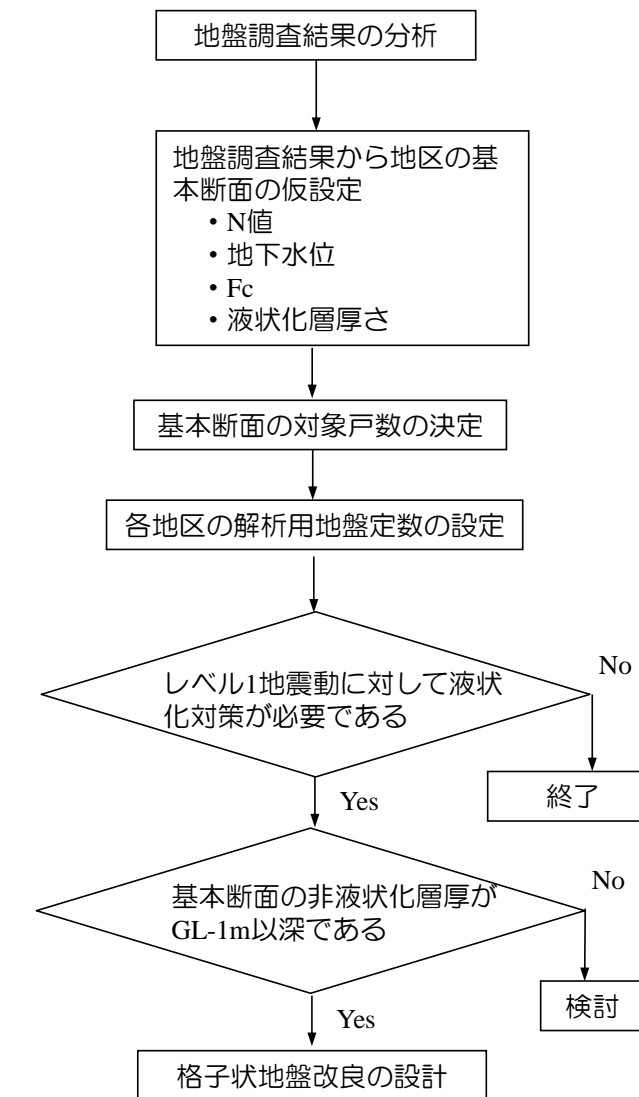 地盤調査結果の分析
地盤調査結果から地区の基
本断面の仮設定
・N値
・地下水位
・Fc
・液状化層厚さ
基本断面の対象戸数の決定
各地区の解析用地盤定数の設定
レベル1地震動に対して液状
化対策が必要である
No
終了
Yes
基本断面の非液状化層厚が
GL-1m以深である
No
検討
Yes
格子状地盤改良の設計